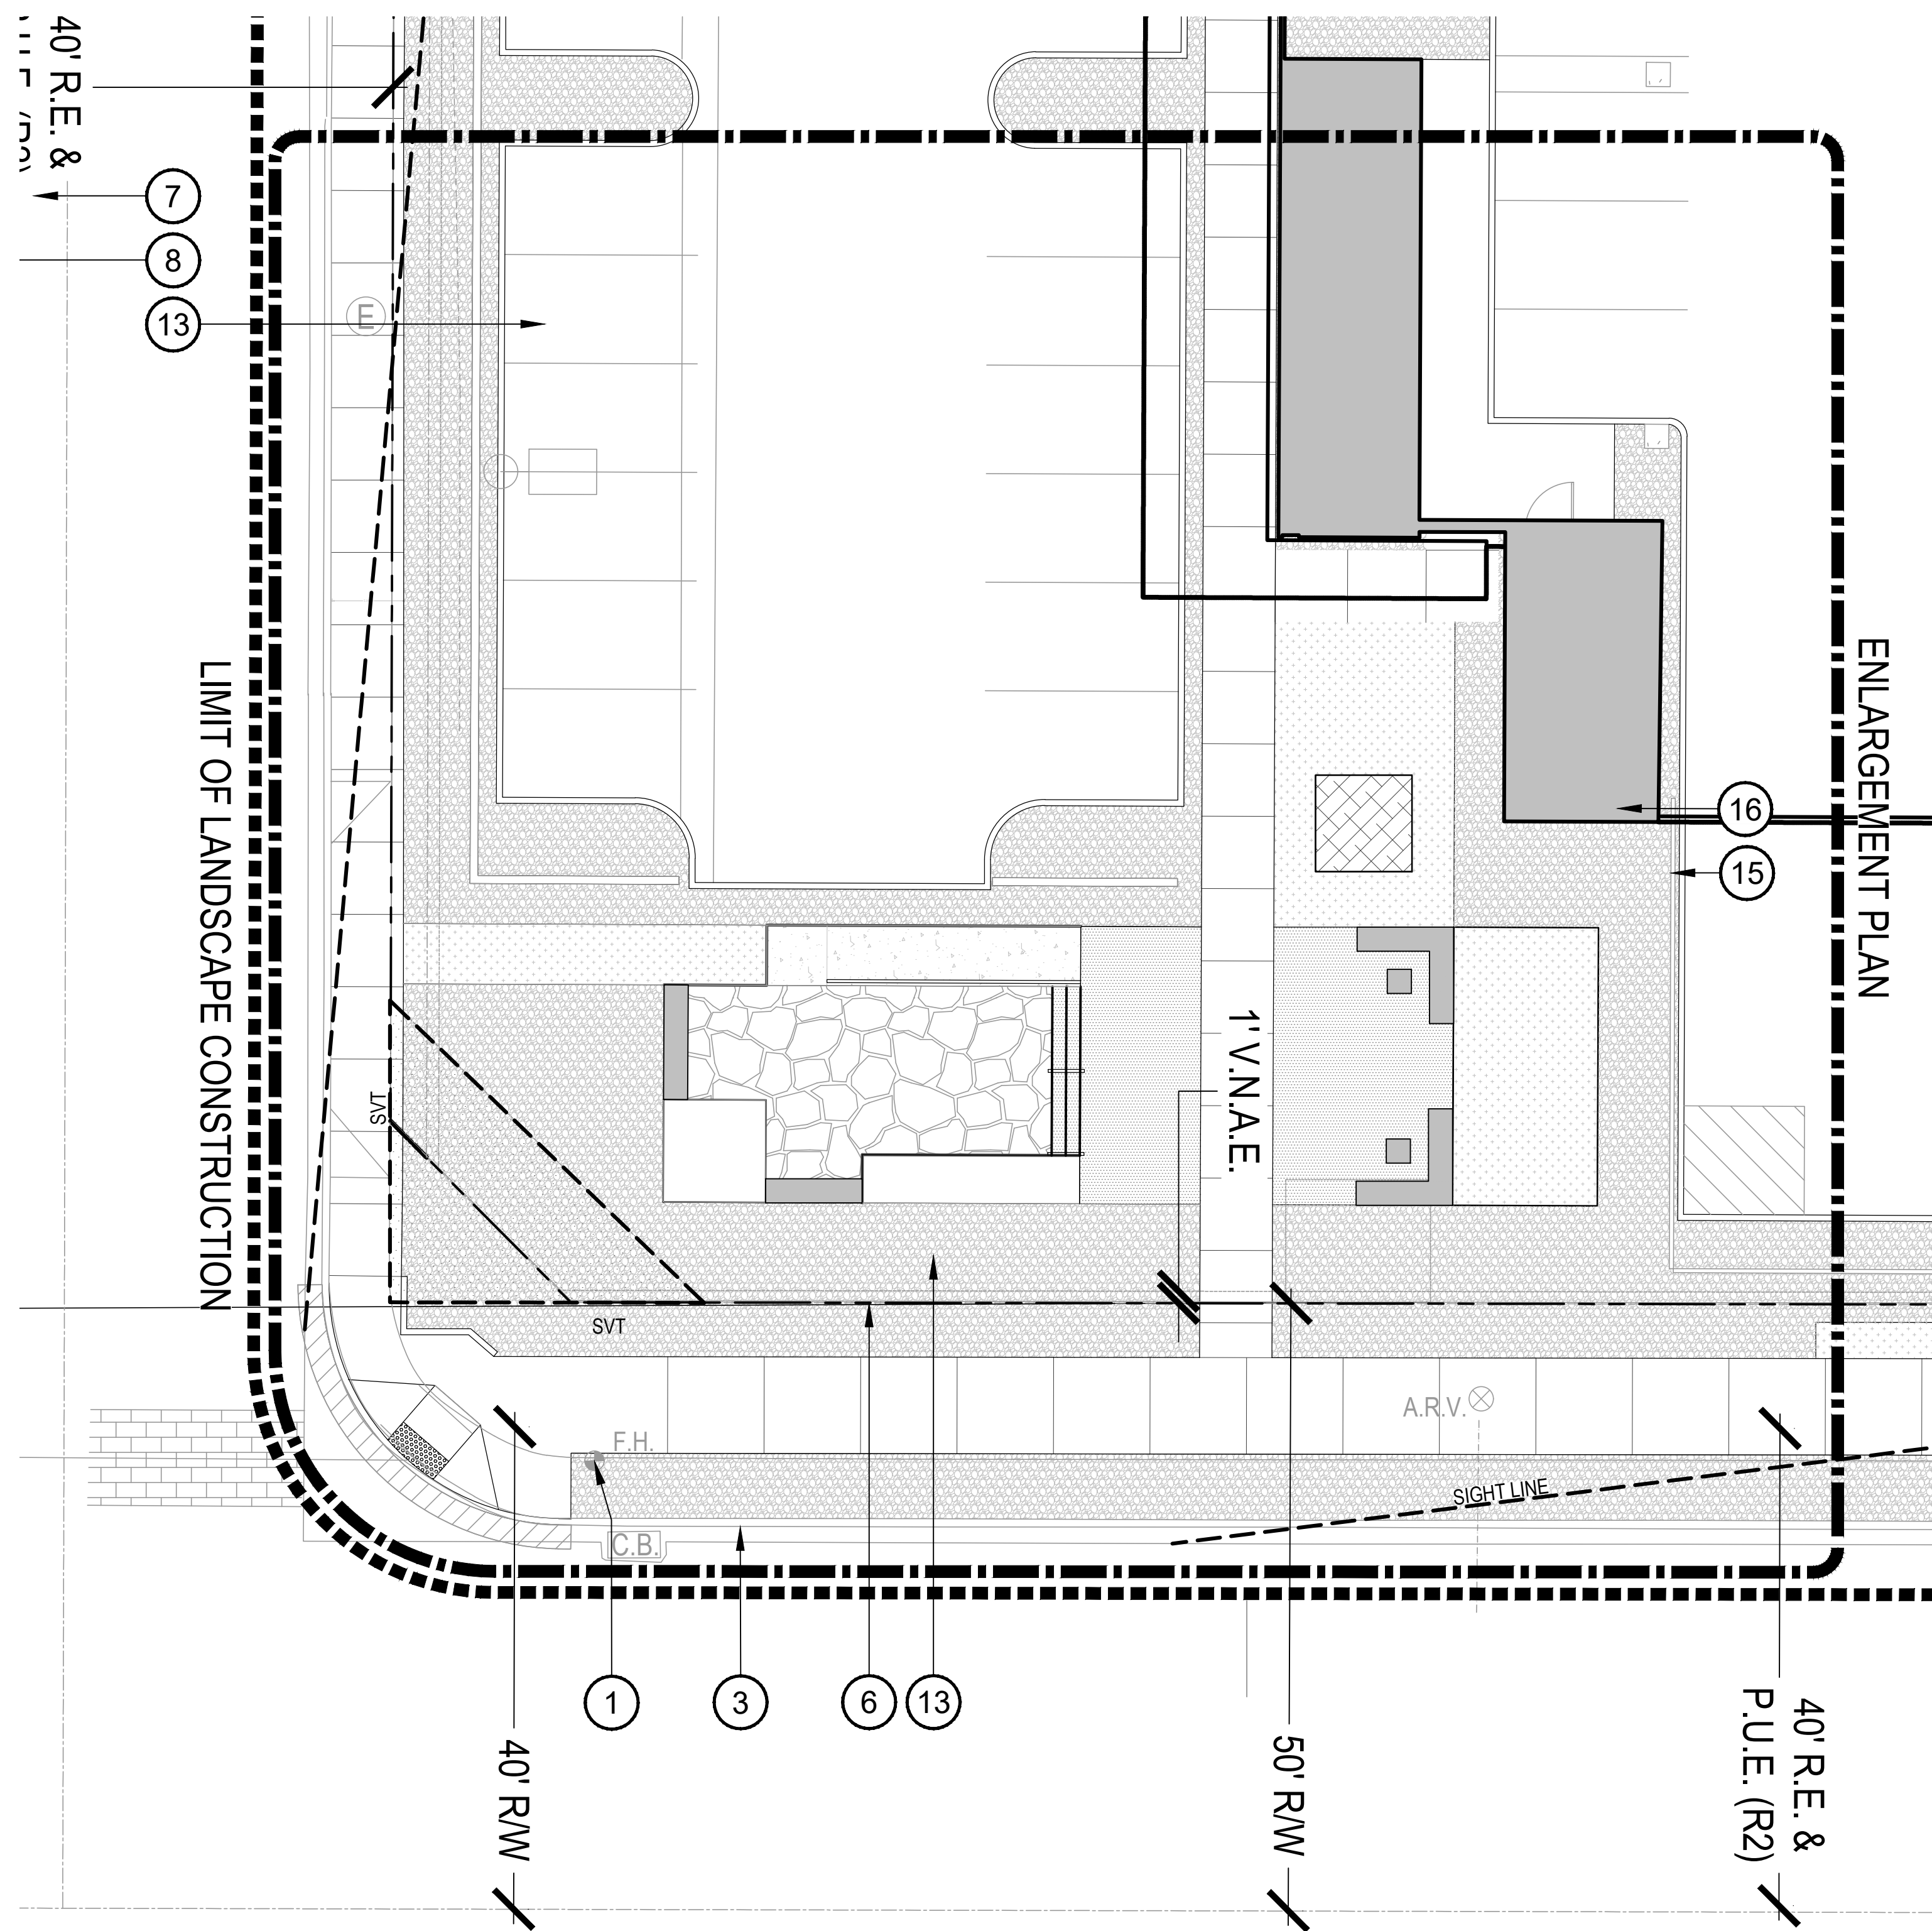 40' R.E. &
7
8
13
E
LIMIT OF LANDSCAPE CONSTRUCTION
ENLARGEMENT PLAN
16
15
1' V.N.A.E.
SVT
SVT
F.H.
A.R.V.
SIGHT LINE
C.B.
1
3
6
13
40' R/W
50' R/W
40' R.E. &
P.U.E. (R2)